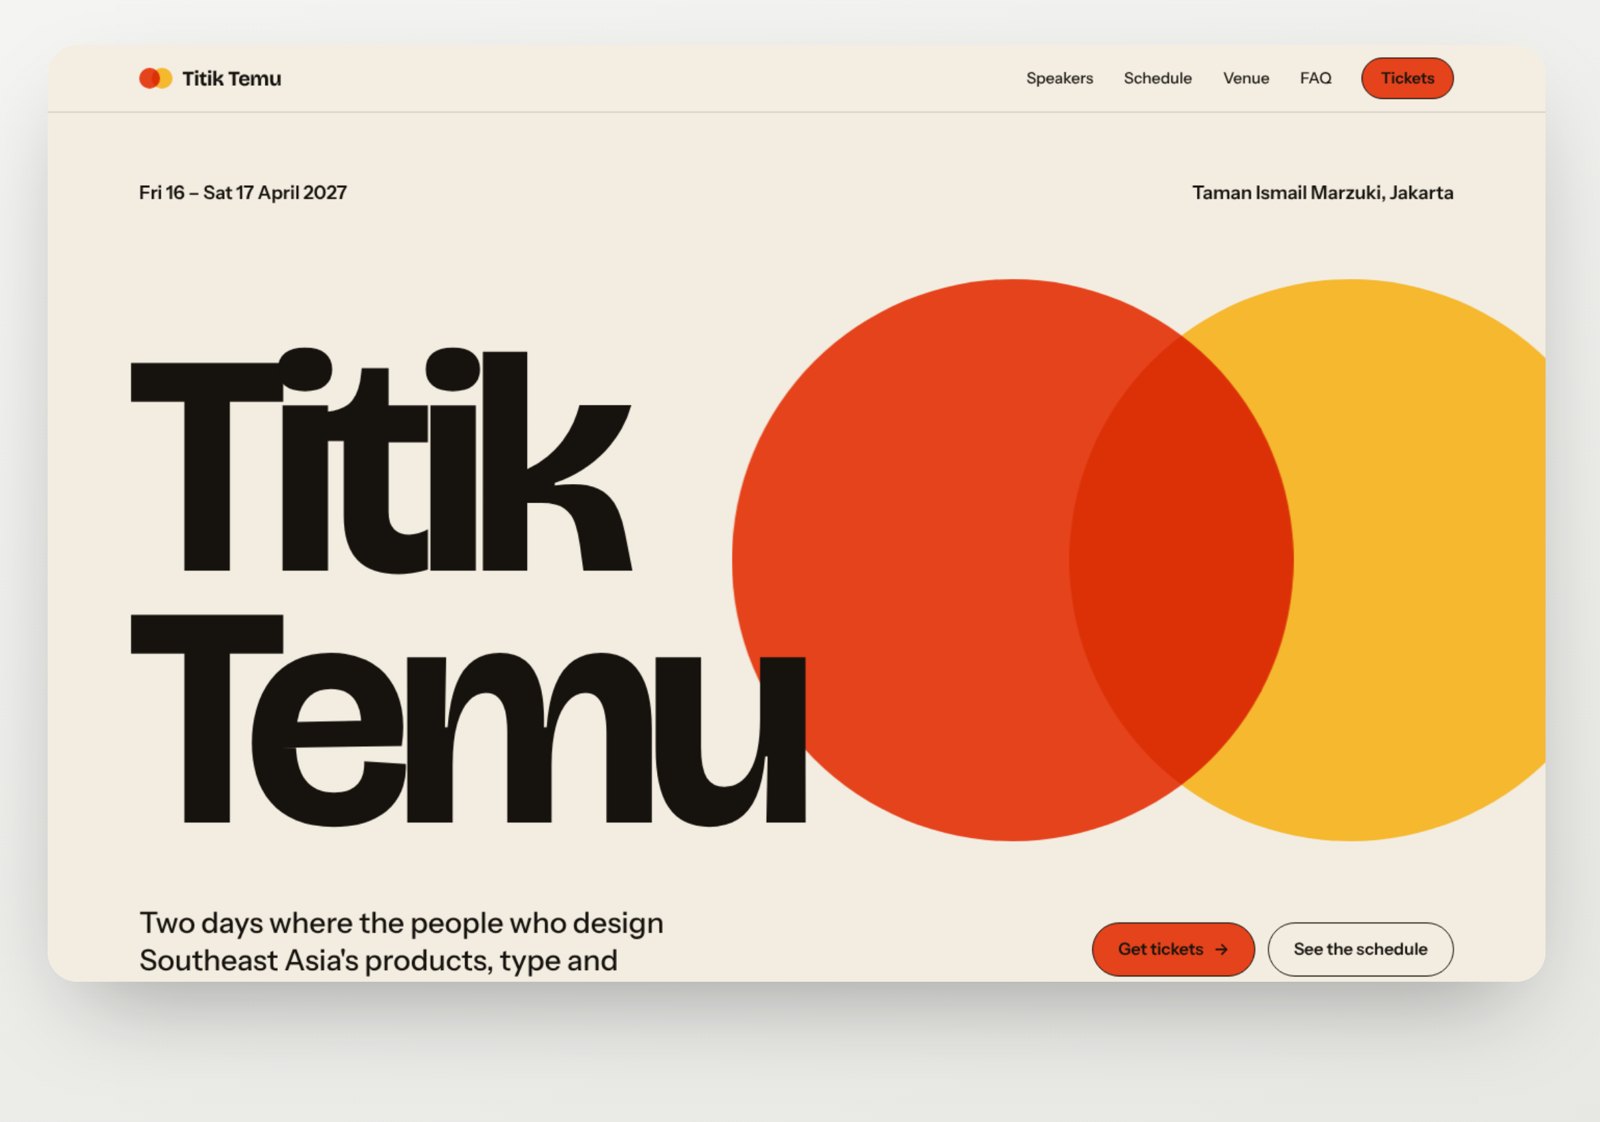 Titik Temu
Speakers
Schedule
Venue
FAQ
Tickets
Fri 16 – Sat 17 April 2027
Taman Ismail Marzuki, Jakarta
Titik
Temu
Two days where the people who design
Southeast Asia's products, type and
Get tickets →
See the schedule